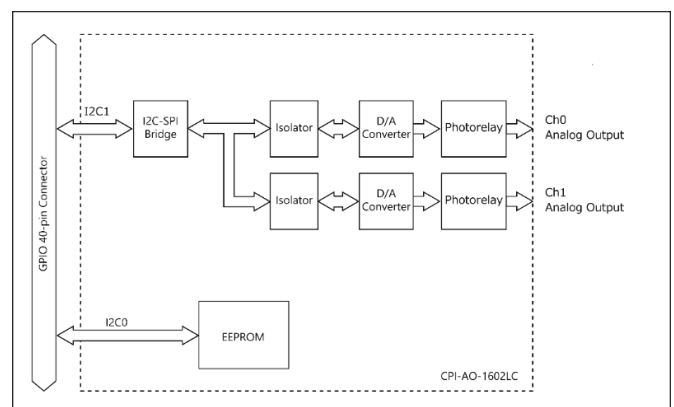 I2C1
I2C-SPI
Bridge
Isolator
D/A
Converter
Photorelay
Ch0
Analog Output
Isolator
D/A
Converter
Photorelay
Ch1
Analog Output
GPIO 40-pin Connector
I2C0
EEPROM
CPI-AO-1602LC